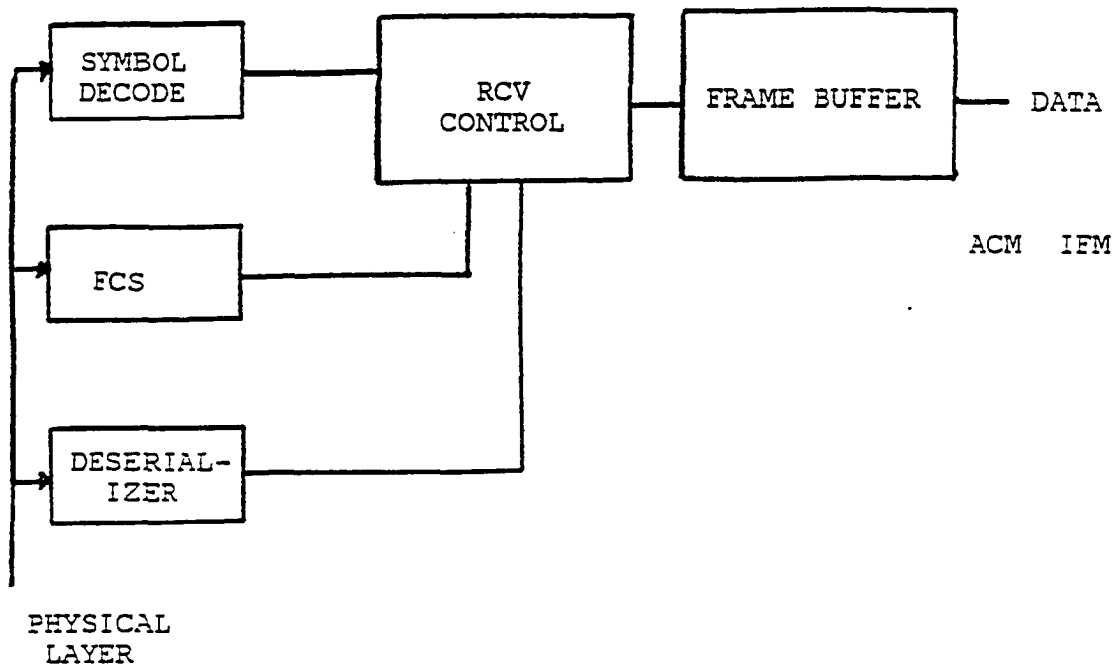 SYMBOL
DECODE
RCV
CONTROL
FRAME BUFFER
DATA
ACM IFM
FCS
DESERIAL-
IZER
PHYSICAL
LAYER